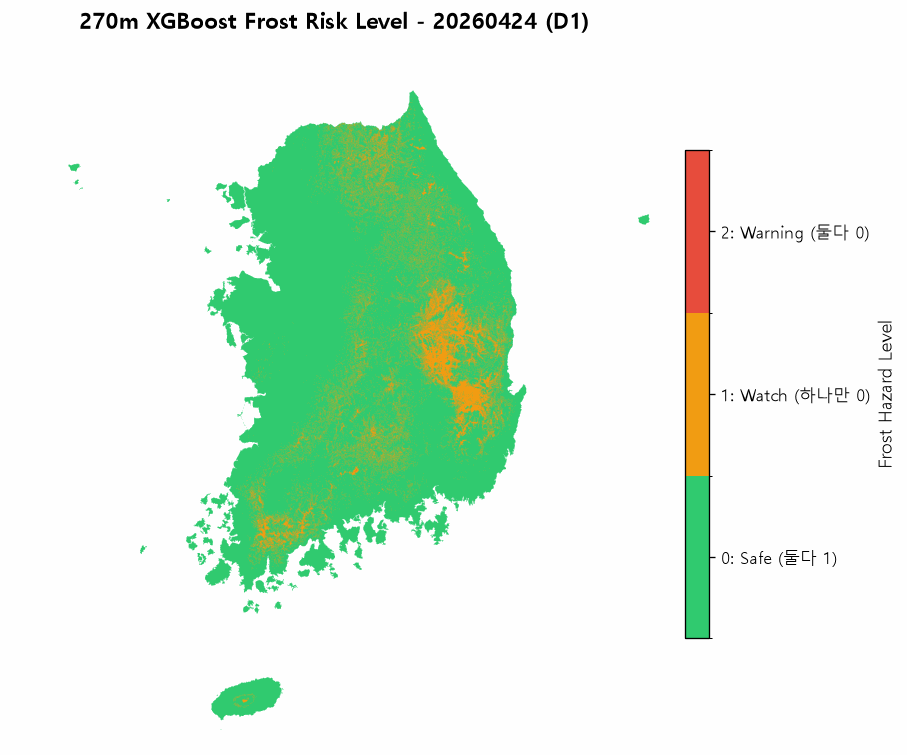 270m XGBoost Frost Risk Level - 20260424 (D1)
2: Warning (둘다 0)
1: Watch (하나만 0)
0: Safe (둘다 1)
Frost Hazard Level